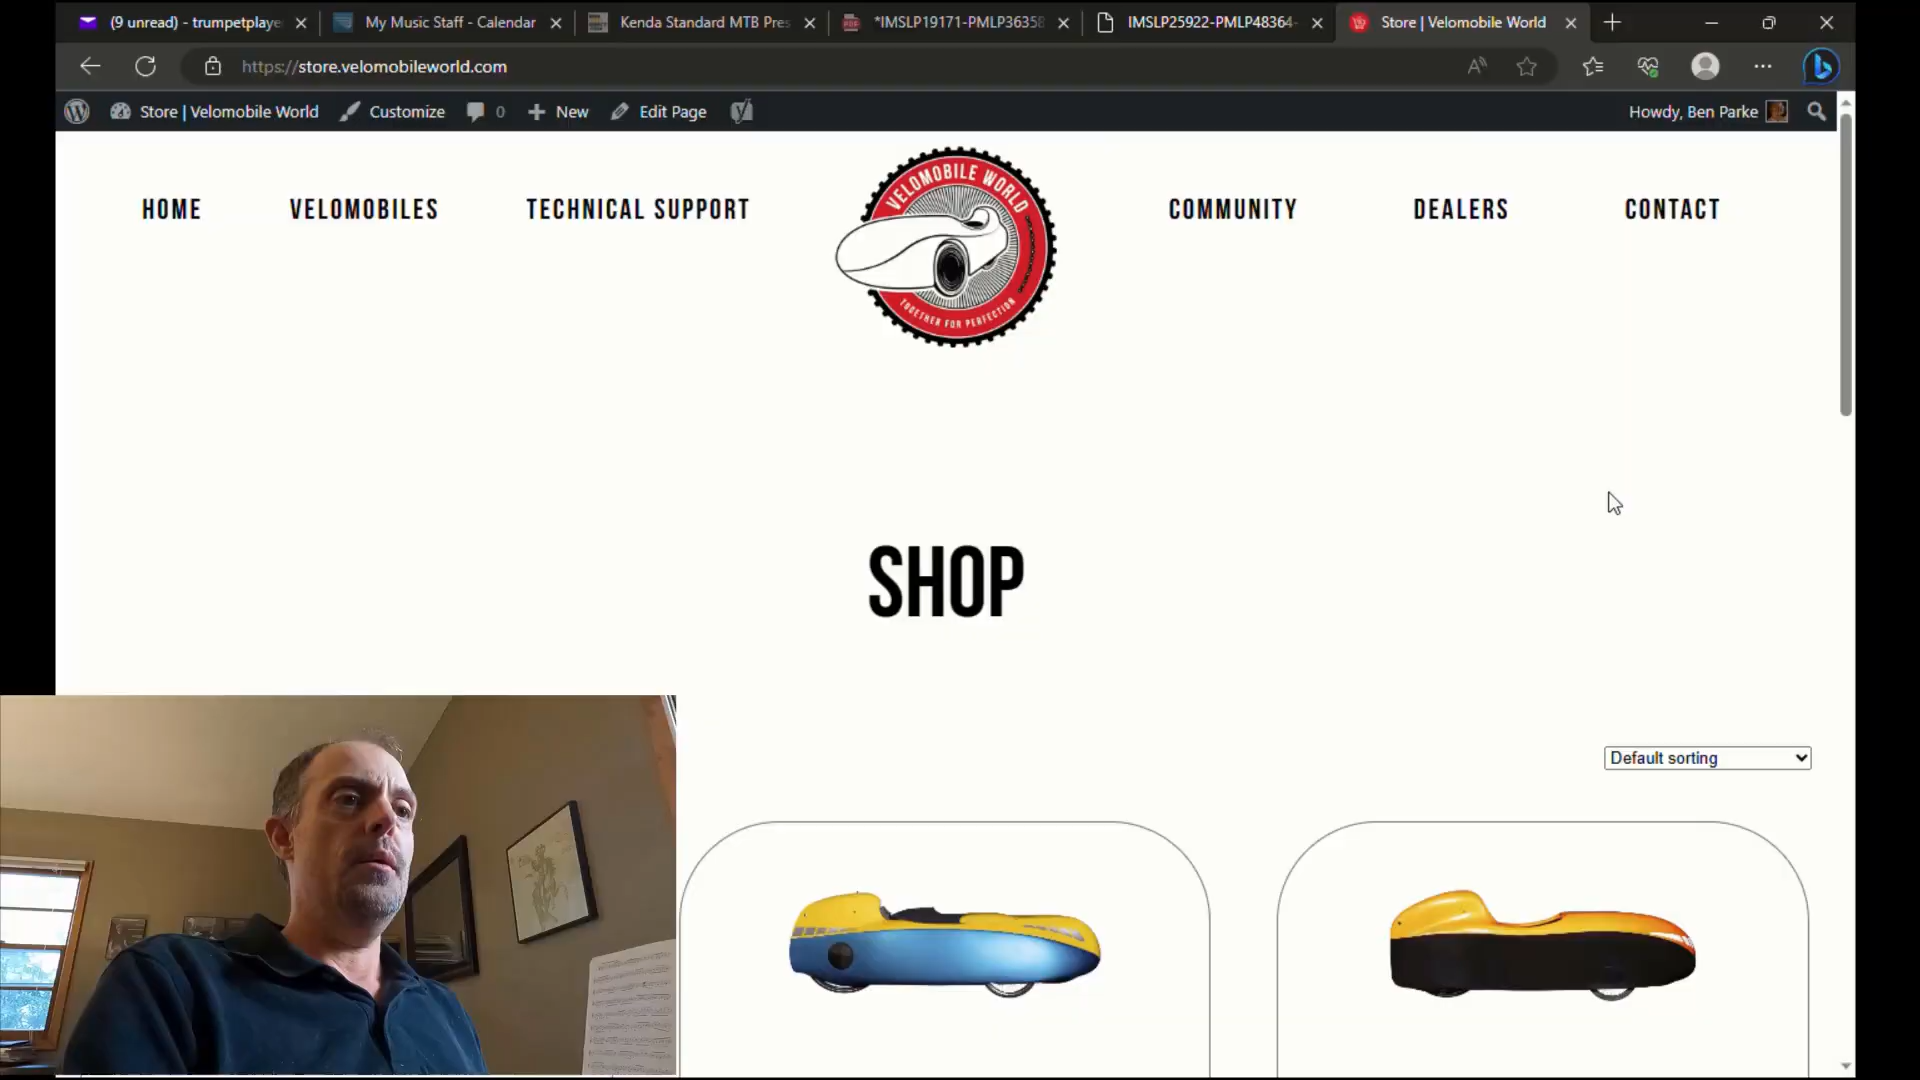 (9 unread) - trumpetplaye
My Music Staff - Calendar
Kenda Standard MTB Pres
*IMSLP19171-PMLP36358
IMSLP25922-PMLP48364-
Store | Velomobile World
https://store.velomobileworld.com
Store | Velomobile World
Customize
0
New
Edit Page
Howdy, Ben Parke
HOME
VELOMOBILES
TECHNICAL SUPPORT
VELOMOBILE WORLD
TOGETHER FOR PERFECTION
COMMUNITY
DEALERS
CONTACT
SHOP
Default sorting